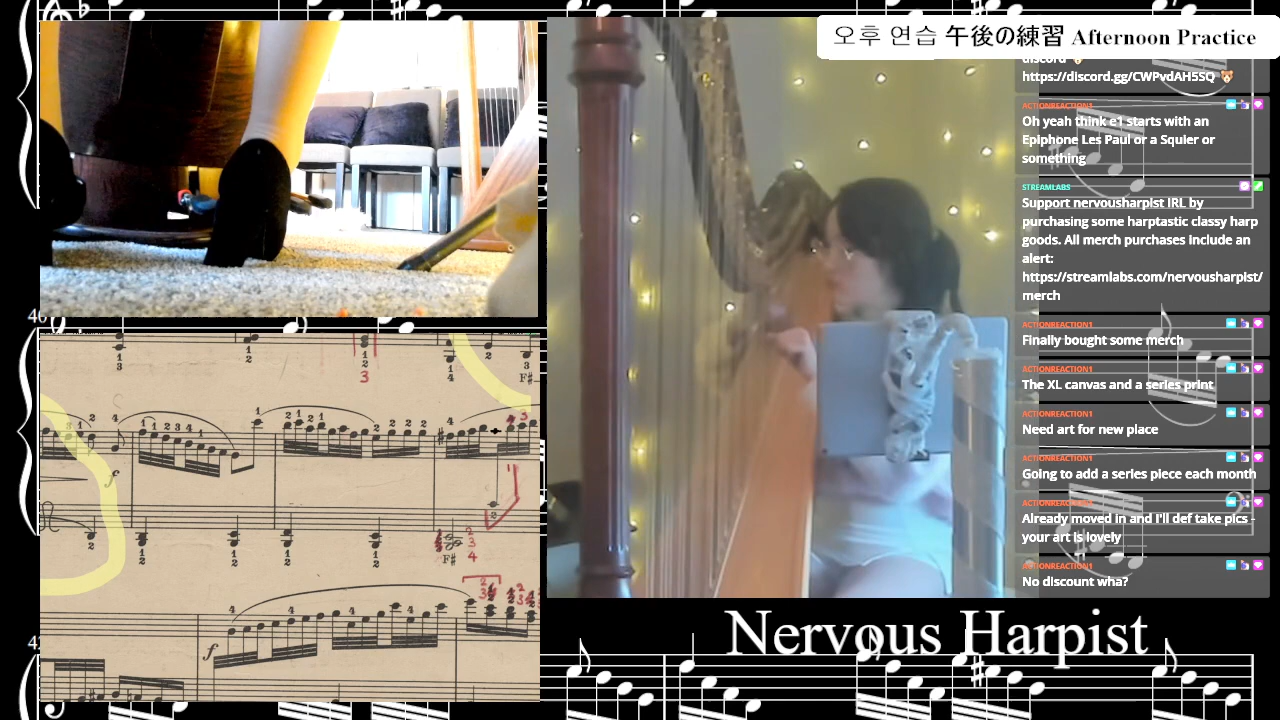 오후 연습 午後の練習 Afternoon Practice
discord
https://discord.gg/CWPvdAH5SQ
ACTIONREACTION1
Oh yeah think e1 starts with an
Epiphone Les Paul or a Squier or
something
STREAMLABS
Support nervousharpist IRL by
purchasing some harptastic classy harp
goods. All merch purchases include an
alert:
https://streamlabs.com/nervousharpist/
merch
ACTIONREACTION1
Finally bought some merch
ACTIONREACTION1
The XL canvas and a series print
ACTIONREACTION1
Need art for new place
ACTIONREACTION1
Going to add a series piece each month
ACTIONREACTION1
Already moved in and I'll def take pics -
your art is lovely
ACTIONREACTION1
No discount wha?
Nervous Harpist